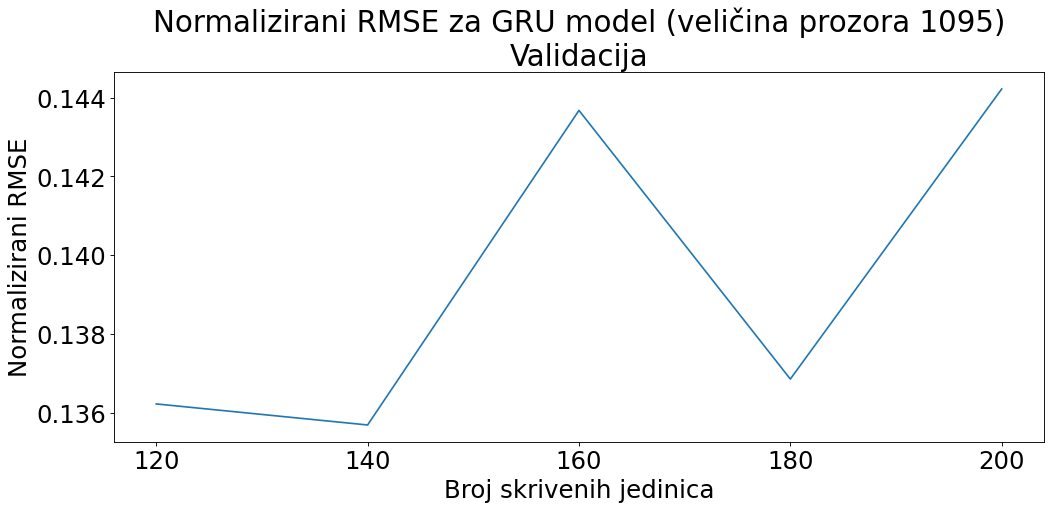 Normalizirani RMSE za GRU model (veličina prozora 1095)
Validacija
Normalizirani RMSE
0.144
0.142
0.140
0.138
0.136
120 140 160 180 200
Broj skrivenih jedinica